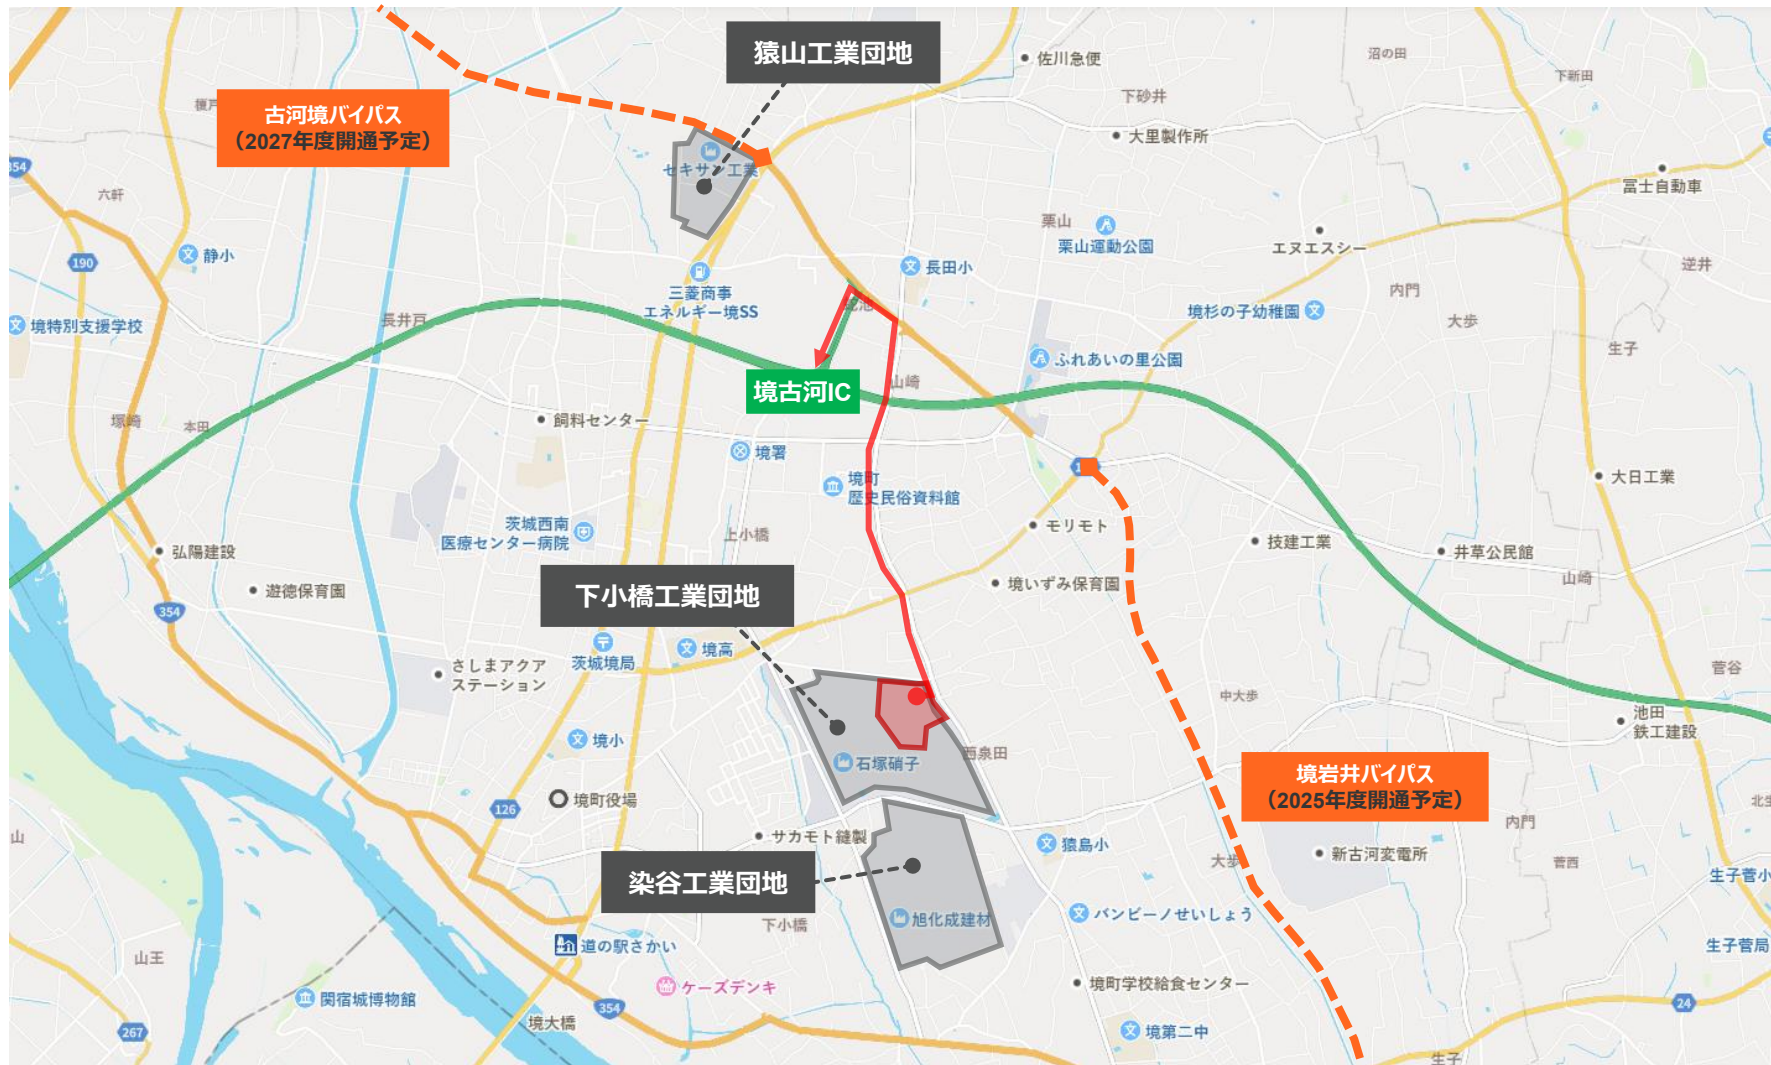 猿山工業団地
佐川急便
沼の田
下新田
下砂井
大里製作所
古河境バイパス
（2027年度開通予定）
354
六軒
セキサン工業
冨士自動車
栗山
栗山運動公園
エヌエスシー
逆井
190
静小
長田小
三菱商事
エネルギー境SS
内門
境杉の子幼稚園
大歩
生子
境特別支援学校
長井戸
ふれあいの里公園
境古河IC
山崎
塚崎
本田
飼料センター
境署
境町
歴史民俗資料館
大日工業
茨城西南
医療センター病院
上小橋
モリモト
技建工業
井草公民館
山崎
弘陽建設
遊徳保育園
境いずみ保育園
下小橋工業団地
354
茨城境局
境高
さしまアクア
ステーション
菅谷
中大歩
池田
鉄工建設
境小
西泉田
石塚硝子
境岩井バイパス
（2025年度開通予定）
126
境町役場
サカモト縫製
内門
猿島小
新古河変電所
大歩
菅西
山
染谷工業団地
生子菅小
旭化成建材
バンビーノせいしょう
下小橋
道の駅さかい
生子菅局
山王
ケーズデンキ
境町学校給食センター
関宿城博物館
354
24
267
境大橋
境第二中
生子